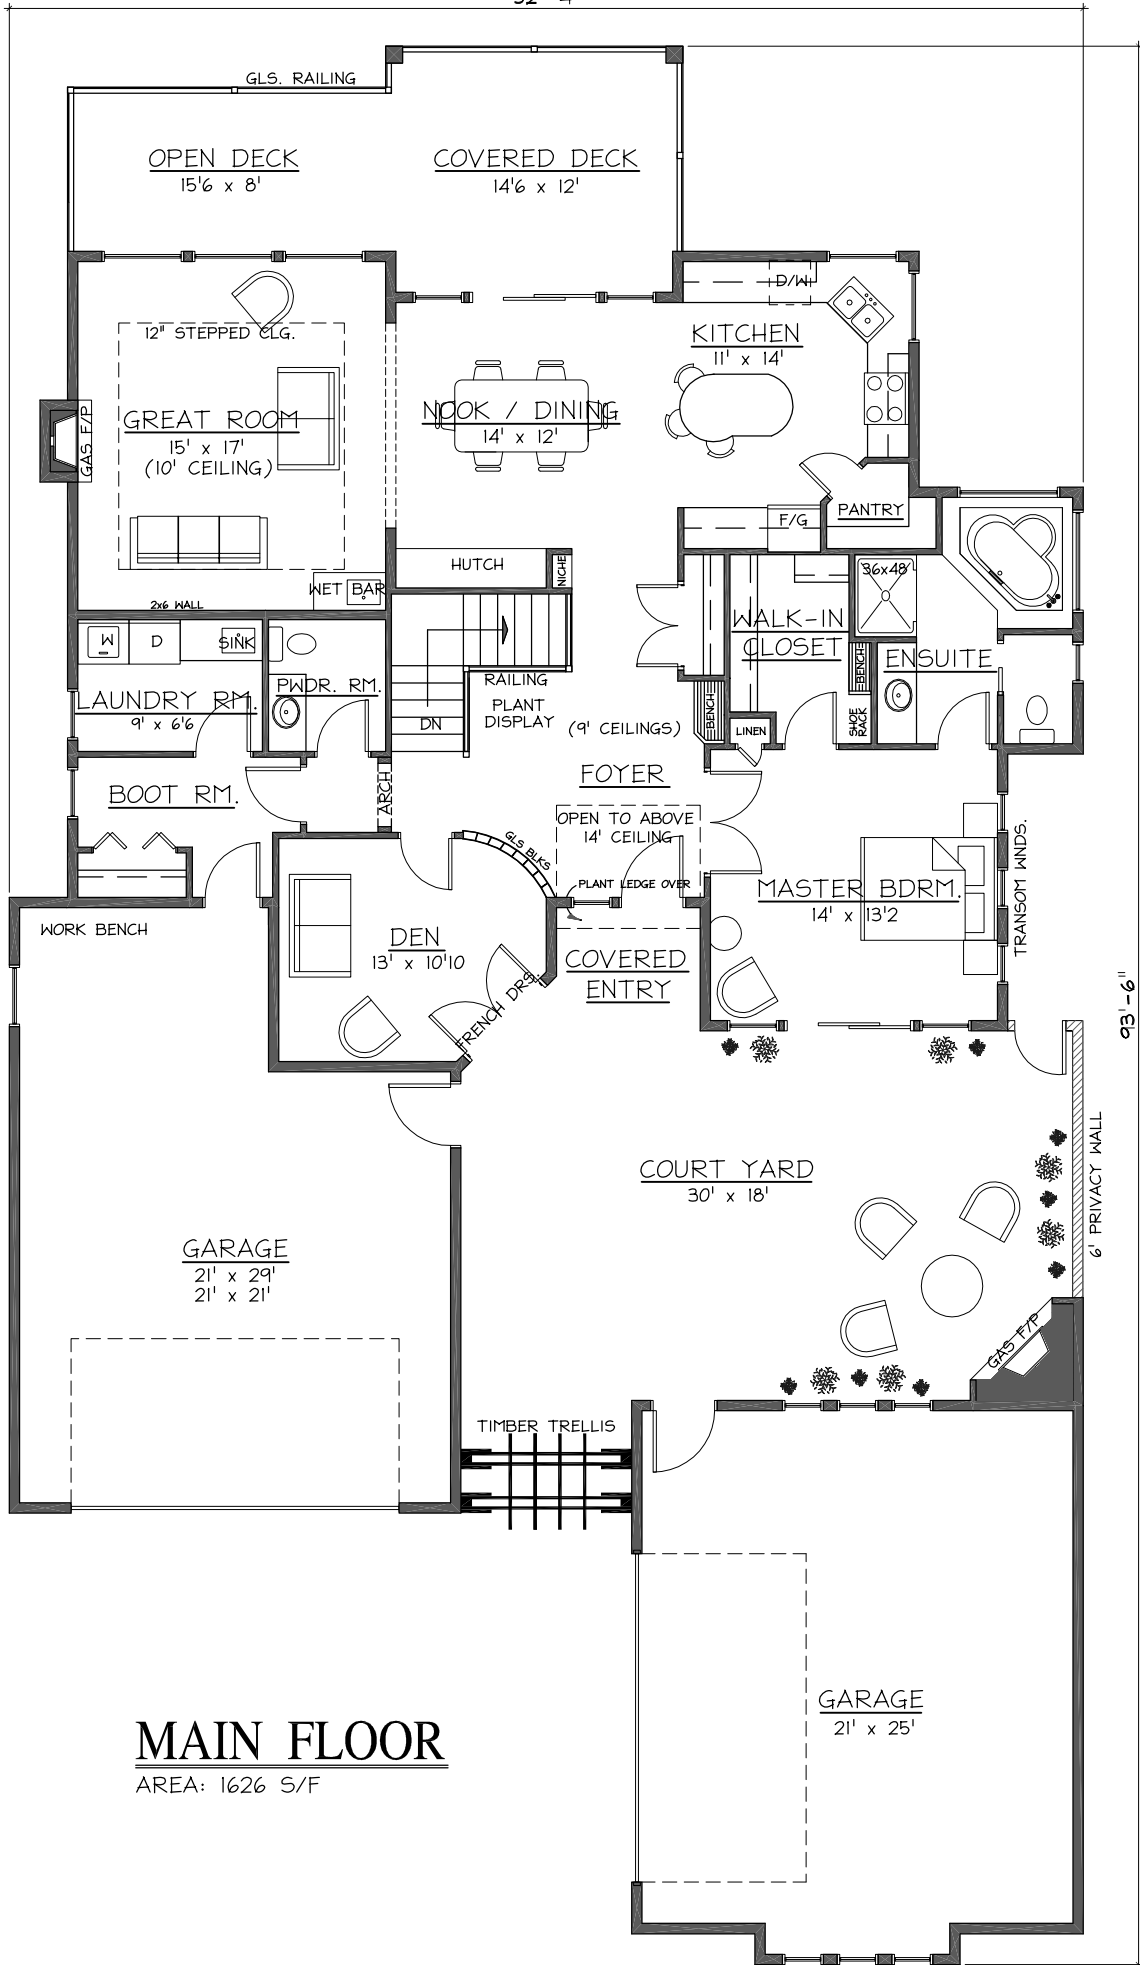 GLS. RAILING
OPEN DECK
15'6 x 8'
COVERED DECK
14'6 x 12'
D/W
12" STEPPED CLG.
KITCHEN
11' x 14'
GREAT ROOM
15' x 17'
(10' CEILING)
GAS F/P
NOOK / DINING
14' x 12'
PANTRY
F/G
HUTCH
NICHE
36x48
WET BAR
2x6 WALL
W
D
SINK
WALK-IN
CLOSET
BENCH
ENSUITE
LAUNDRY RM.
9' x 6'6
PWDR. RM.
RAILING
PLANT
DISPLAY
DN
(9' CEILINGS)
BENCH
LINEN
SHOE
RACK
FOYER
BOOT RM.
ARCH
OPEN TO ABOVE
14' CEILING
GLS BLKS
PLANT LEDGE OVER
MASTER BDRM.
14' x 13'2
TRANSOM WNDS.
WORK BENCH
DEN
13' x 10'10
FRENCH DRS.
COVERED
ENTRY
93'-6"
COURT YARD
30' x 18'
6' PRIVACY WALL
GARAGE
21' x 29'
21' x 21'
GAS F/P
TIMBER TRELLIS
GARAGE
21' x 25'
MAIN FLOOR
AREA: 1626 S/F